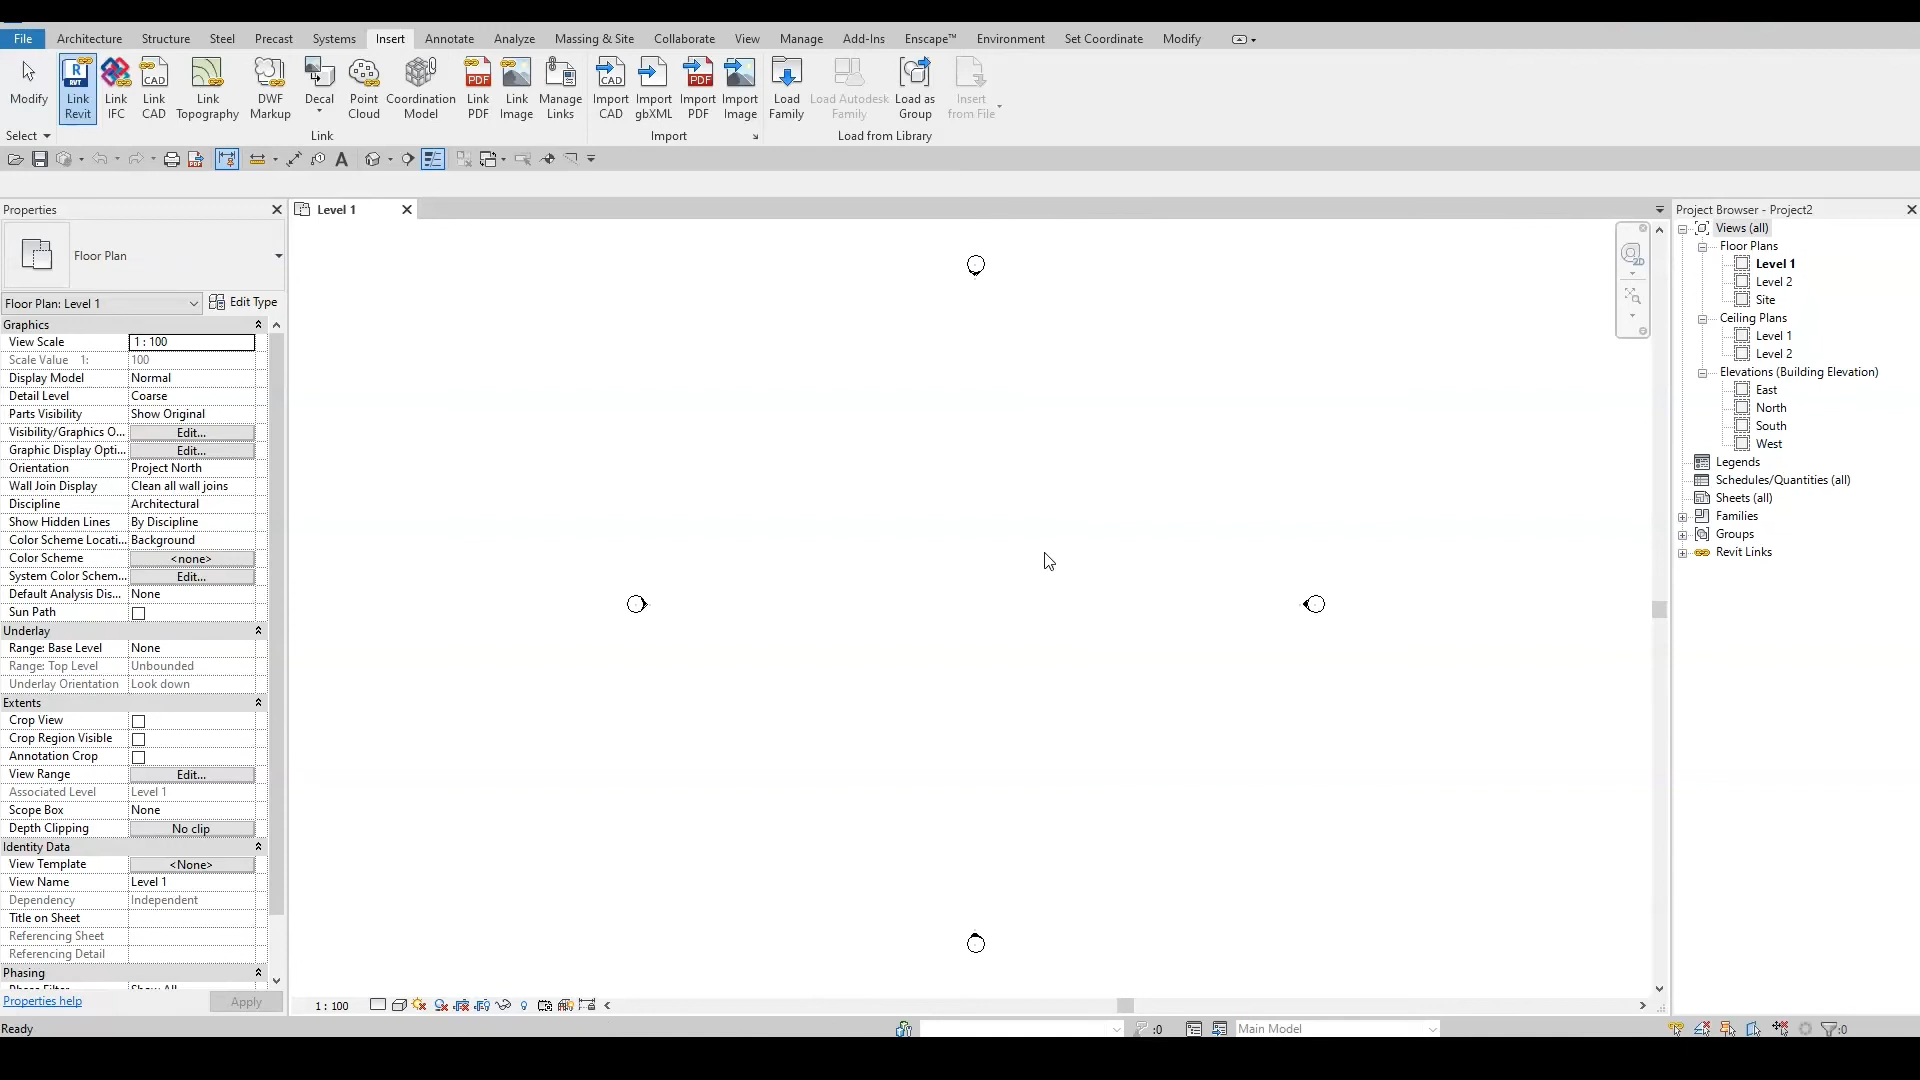 File Architecture Structure Steel Precast Systems Insert Annotate Analyze Massing & Site Collaborate View Manage Add-Ins Enscape™ Environment Set Coordinate Modify
Modify
Link Revit
Link IFC
Link CAD
Link Topography
DWF Markup
Decal
Point Cloud
Coordination Model
Link PDF
Link Image
Manage Links
Import CAD
Import gbXML
Import PDF
Import Image
Load Family
Load Autodesk Family
Load as Group
Insert from File
Select Link Import Load from Library
Properties
Floor Plan
Floor Plan: Level 1 Edit Type
Graphics
View Scale 1 : 100
Scale Value 1: 100
Display Model Normal
Detail Level Coarse
Parts Visibility Show Original
Visibility/Graphics O... Edit...
Graphic Display Opti... Edit...
Orientation Project North
Wall Join Display Clean all wall joins
Discipline Architectural
Show Hidden Lines By Discipline
Color Scheme Locati... Background
Color Scheme <none>
System Color Schem... Edit...
Default Analysis Dis... None
Sun Path
Underlay
Range: Base Level None
Range: Top Level Unbounded
Underlay Orientation Look down
Extents
Crop View
Crop Region Visible
Annotation Crop
View Range Edit...
Associated Level Level 1
Scope Box None
Depth Clipping No clip
Identity Data
View Template <None>
View Name Level 1
Dependency Independent
Title on Sheet
Referencing Sheet
Referencing Detail
Phasing
Properties help Apply
Level 1
1 : 100
Project Browser - Project2
Views (all)
Floor Plans
Level 1
Level 2
Site
Ceiling Plans
Level 1
Level 2
Elevations (Building Elevation)
East
North
South
West
Legends
Schedules/Quantities (all)
Sheets (all)
Families
Groups
Revit Links
Ready :0 Main Model :0